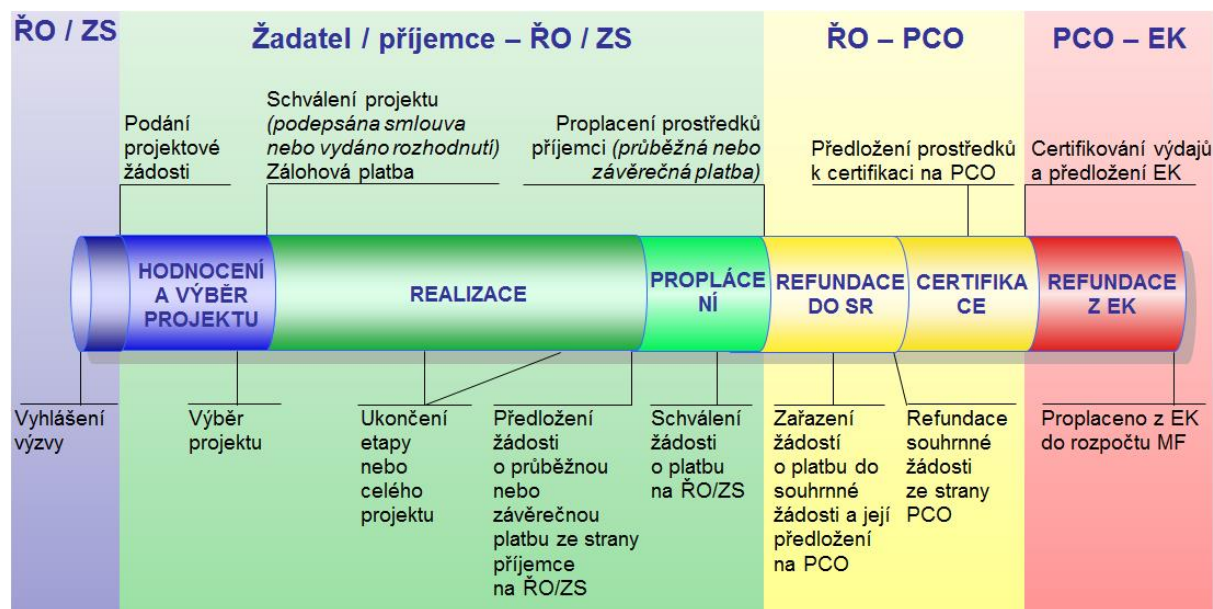 ŘO / ZS
Žadatel / příjemce – ŘO / ZS
ŘO – PCO
PCO – EK
Podání
projektové
žádosti
Schválení projektu
(podepsána smlouva
nebo vydáno rozhodnutí)
Zálohová platba
Proplacení prostředků
příjemci (průběžná nebo
závěrečná platba)
Předložení prostředků
k certifikaci na PCO
Certifikování výdajů
a předložení EK
HODNOCENÍ
A VÝBĚR
PROJEKTU
REALIZACE
PROPLÁCE
NÍ
REFUNDACE
DO SR
CERTIFIKA
CE
REFUNDACE
Z EK
Vyhlášení
výzvy
Výběr
projektu
Ukončení
etapy
nebo
celého
projektu
Předložení
žádosti
o průběžnou
nebo
závěrečnou
platbu ze strany
příjemce
na ŘO/ZS
Schválení
žádosti
o platbu
na ŘO/ZS
Zařazení
žádostí
o platbu do
souhrnné
žádosti a její
předložení
na PCO
Refundace
souhrnné
žádosti
ze strany
PCO
Proplaceno z EK
do rozpočtu MF